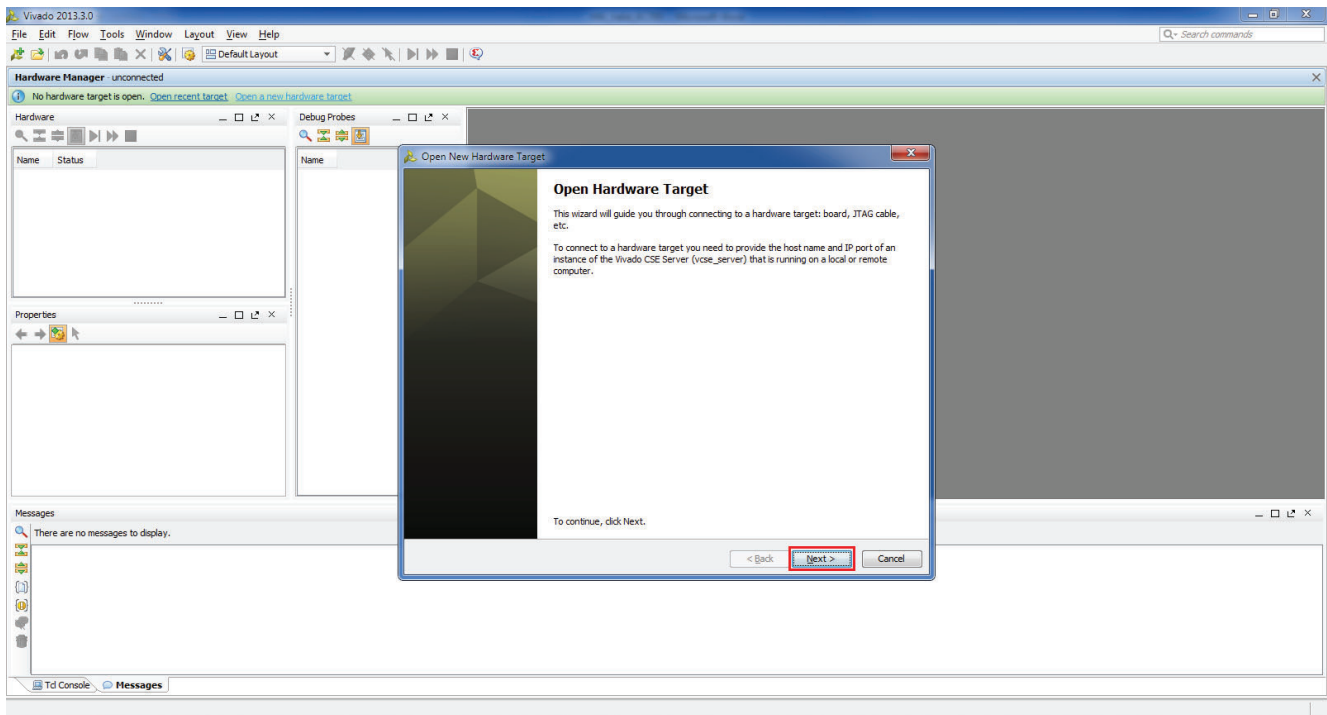 Vivado 2013.3.0
File Edit Flow Tools Window Layout View Help
Q- Search commands
Default Layout
Hardware Manager - unconnected
No hardware target is open. Open recent target Open a new hardware target
Hardware
Debug Probes
Name Status
Name
Open New Hardware Target
Open Hardware Target
This wizard will guide you through connecting to a hardware target: board, JTAG cable,
etc.
To connect to a hardware target you need to provide the host name and IP port of an
instance of the Vivado CSE Server (vcse_server) that is running on a local or remote
computer.
To continue, click Next.
< Back Next > Cancel
Properties
Messages
There are no messages to display.
Tcl Console Messages